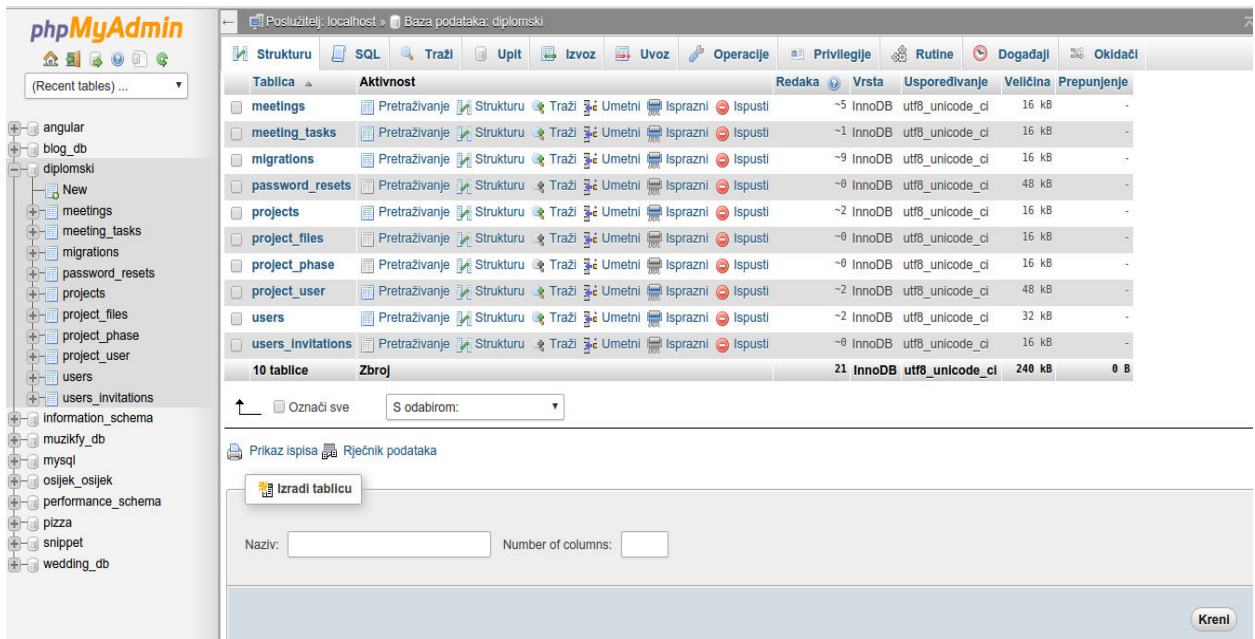 phpMyAdmin
(Recent tables) ...
angular
blog_db
diplomski
New
meetings
meeting_tasks
migrations
password_resets
projects
project_files
project_phase
project_user
users
users_invitations
information_schema
muzikfy_db
mysql
osijek_osijek
performance_schema
pizza
snippet
wedding_db
Poslužitelj: localhost » Baza podataka: diplomski
Strukturu SQL Traži Upit Izvoz Uvoz Operacije Privilegije Rutine Događaji Okidači
Tablica Aktivnost Redaka Vrsta Uspoređivanje Veličina Prepunjenje
meetings Pretraživanje Strukturu Traži Umetni Isprazni Ispusti ~5 InnoDB utf8_unicode_ci 16 kB -
meeting_tasks Pretraživanje Strukturu Traži Umetni Isprazni Ispusti ~1 InnoDB utf8_unicode_ci 16 kB -
migrations Pretraživanje Strukturu Traži Umetni Isprazni Ispusti ~9 InnoDB utf8_unicode_ci 16 kB -
password_resets Pretraživanje Strukturu Traži Umetni Isprazni Ispusti ~0 InnoDB utf8_unicode_ci 48 kB -
projects Pretraživanje Strukturu Traži Umetni Isprazni Ispusti ~2 InnoDB utf8_unicode_ci 16 kB -
project_files Pretraživanje Strukturu Traži Umetni Isprazni Ispusti ~0 InnoDB utf8_unicode_ci 16 kB -
project_phase Pretraživanje Strukturu Traži Umetni Isprazni Ispusti ~0 InnoDB utf8_unicode_ci 16 kB -
project_user Pretraživanje Strukturu Traži Umetni Isprazni Ispusti ~2 InnoDB utf8_unicode_ci 48 kB -
users Pretraživanje Strukturu Traži Umetni Isprazni Ispusti ~2 InnoDB utf8_unicode_ci 32 kB -
users_invitations Pretraživanje Strukturu Traži Umetni Isprazni Ispusti ~0 InnoDB utf8_unicode_ci 16 kB -
10 tablice Zbroj 21 InnoDB utf8_unicode_ci 240 kB 0 B
Označi sve S odabirom:
Prikaz ispisa Rječnik podataka
Izradi tablicu
Naziv: Number of columns:
Kreni